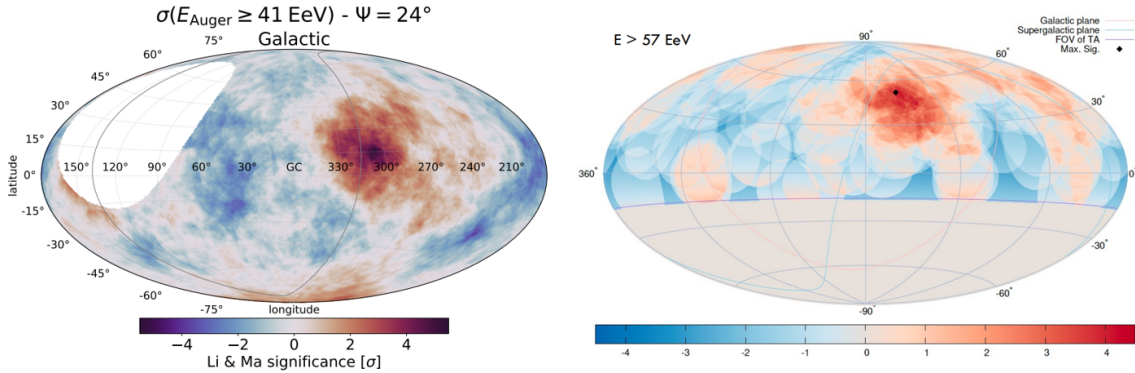 σ(E_Auger ≥ 41 EeV) - Ψ = 24°
Galactic
75°
60°
45°
30°
15°
0°
-15°
-30°
-45°
-60°
-75°
latitude
150° 120° 90° 60° 30° GC 330° 300° 270° 240° 210°
longitude
−4 −2 0 2 4
Li & Ma significance [σ]
E > 57 EeV
Galactic plane
Supergalactic plane
FOV of TA
Max. Sig.
90°
60°
30°
360° 0°
-30°
-60°
-90°
-4 -3 -2 -1 0 1 2 3 4